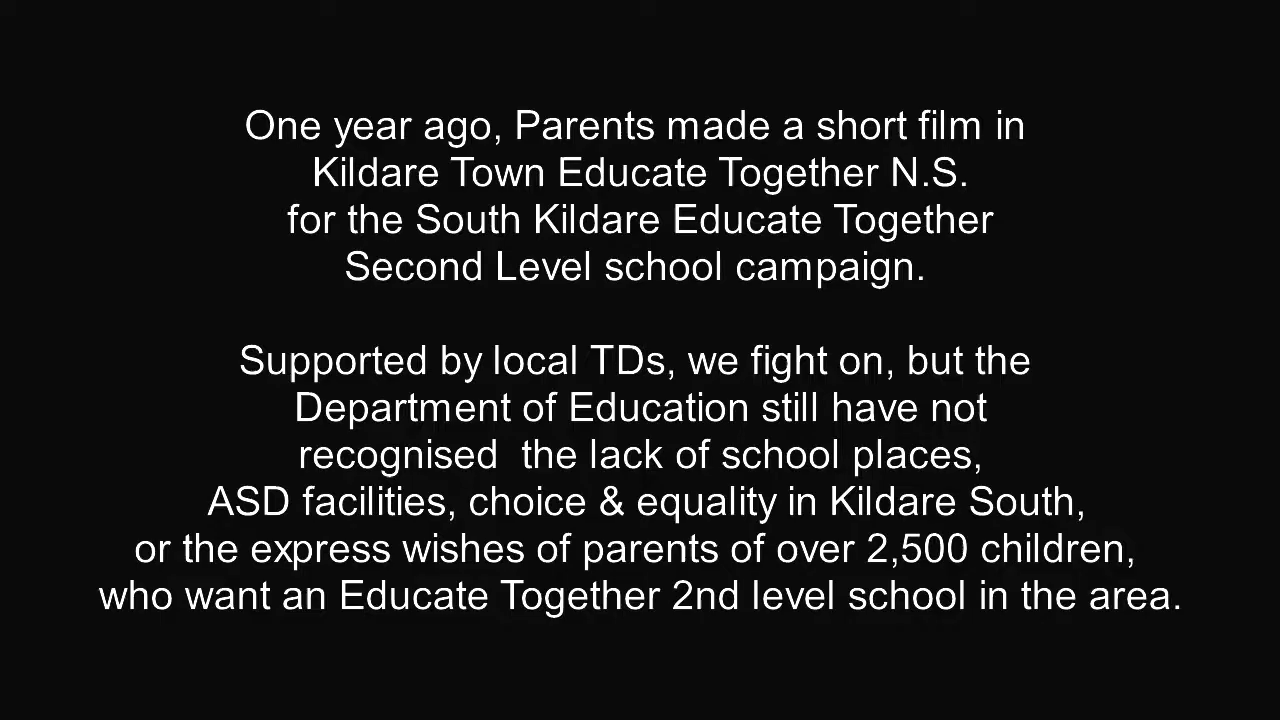 One year ago, Parents made a short film in
Kildare Town Educate Together N.S.
for the South Kildare Educate Together
Second Level school campaign.
Supported by local TDs, we fight on, but the
Department of Education still have not
recognised  the lack of school places,
ASD facilities, choice & equality in Kildare South,
or the express wishes of parents of over 2,500 children,
who want an Educate Together 2nd level school in the area.